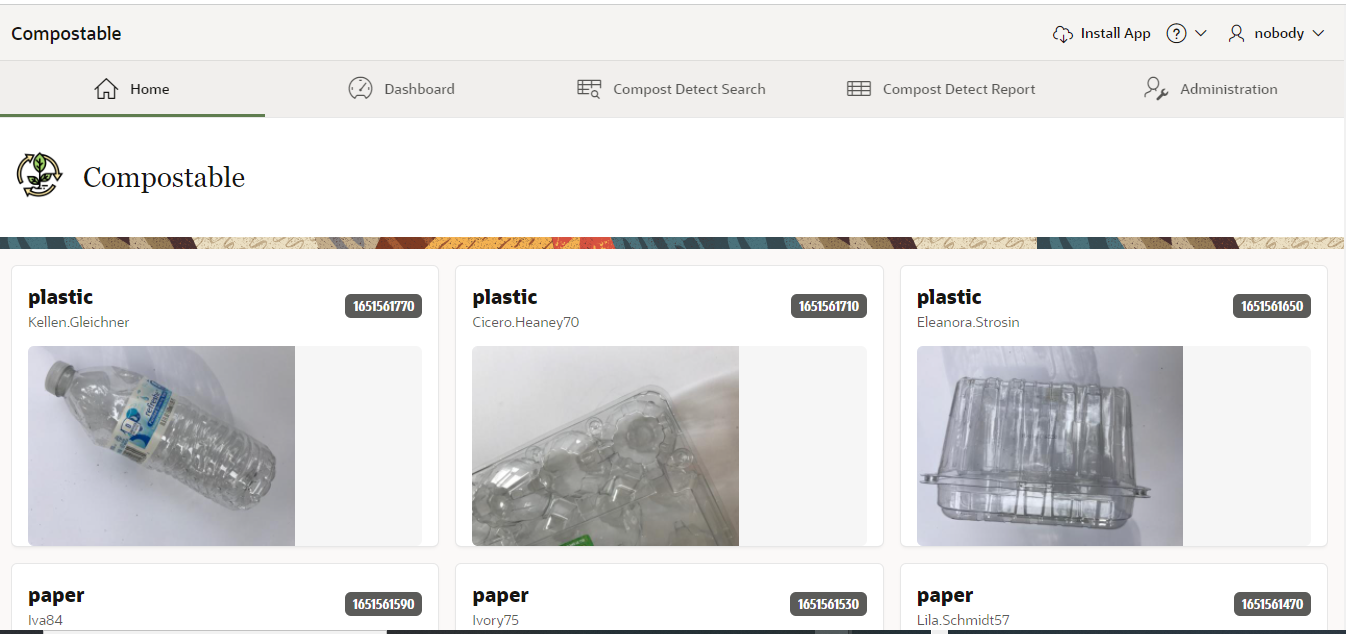 Compostable
Install App
nobody
Home
Dashboard
Compost Detect Search
Compost Detect Report
Administration
Compostable
plastic
Kellen.Gleichner
1651561770
plastic
Cicero.Heaney70
1651561710
plastic
Eleanora.Strosin
1651561650
refreshe
paper
Iva84
1651561590
paper
Ivory75
1651561530
paper
Lila.Schmidt57
1651561470